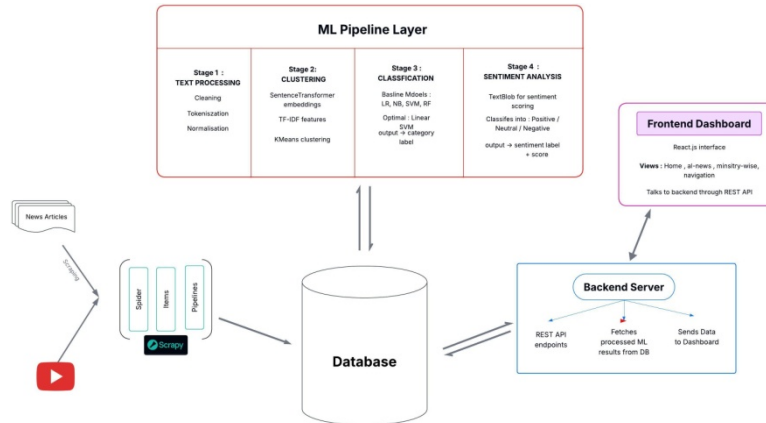 ML Pipeline Layer
Stage 1 :
TEXT PROCESSING
Cleaning
Tokeniszation
Normalisation
Stage 2:
CLUSTERING
SentenceTransformer
embeddings
TF-IDF features
KMeans clustering
Stage 3 :
CLASSFICATION
Basline Mdoels :
LR, NB, SVM, RF
Optimal : Linear
SVM
output → category
label
Stage 4 :
SENTIMENT ANALYSIS
TextBlob for sentiment
scoring
Classifes into : Positive /
Neutral / Negative
output → sentiment label
+ score
Frontend Dashboard
React.js interface
Views : Home , al-news , minsitry-wise,
navigation
Talks to backend through REST API
News Articles
Scraping
Spider
Items
Pipelines
Scrapy
Database
Backend Server
REST API
endpoints
Fetches
processed ML
results from DB
Sends Data
to Dashboard